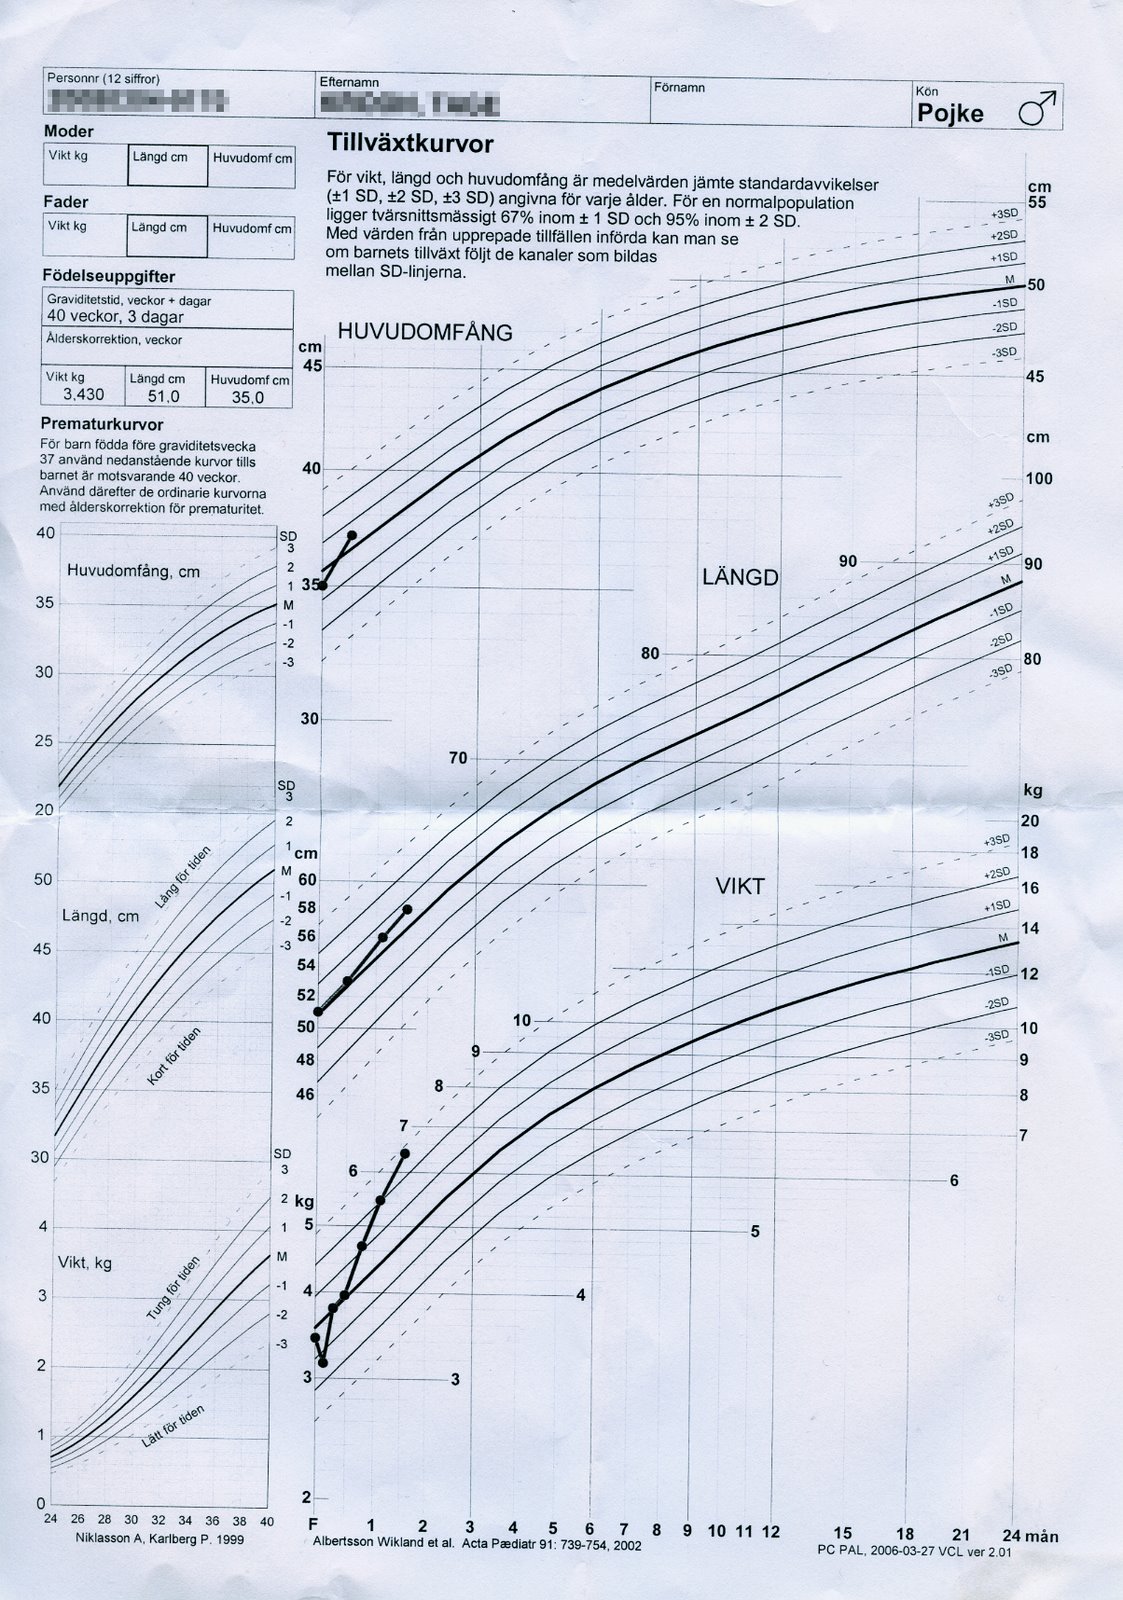 Personnr (12 siffror)
Efternamn
Förnamn
Kön
Pojke
Moder
Vikt kg
Längd cm
Huvudomf cm
Fader
Vikt kg
Längd cm
Huvudomf cm
Födelseuppgifter
Graviditetstid, veckor + dagar
40 veckor, 3 dagar
Ålderskorrektion, veckor
Vikt kg
Längd cm
Huvudomf cm
3,430
51,0
35,0
Prematurkurvor
För barn födda före graviditetsvecka
37 använd nedanstående kurvor tills
barnet är motsvarande 40 veckor.
Använd därefter de ordinarie kurvorna
med ålderskorrektion för prematuritet.
40
35
30
25
20
Huvudomfång, cm
SD
3
2
1
M
-1
-2
-3
50
45
40
35
30
Längd, cm
Lång för tiden
Kort för tiden
SD
3
2
1
M
-1
-2
-3
4
3
2
1
0
Vikt, kg
Tung för tiden
Lätt för tiden
SD
3
2
1
M
-1
-2
-3
24 26 28 30 32 34 36 38 40
Niklasson A, Karlberg P. 1999
Tillväxtkurvor
För vikt, längd och huvudomfång är medelvärden jämte standardavvikelser
(±1 SD, ±2 SD, ±3 SD) angivna för varje ålder. För en normalpopulation
ligger tvärsnittsmässigt 67% inom ± 1 SD och 95% inom ± 2 SD.
Med värden från upprepade tillfällen införda kan man se
om barnets tillväxt följt de kanaler som bildas
mellan SD-linjerna.
HUVUDOMFÅNG
cm
45
40
35
30
cm
55
50
45
+3SD
+2SD
+1SD
M
-1SD
-2SD
-3SD
LÄNGD
cm
100
90
80
90
80
70
+3SD
+2SD
+1SD
M
-1SD
-2SD
-3SD
cm
60
58
56
54
52
50
48
46
VIKT
kg
20
18
16
14
12
10
9
8
7
+3SD
+2SD
+1SD
M
-1SD
-2SD
-3SD
10
9
8
7
6
6
5
4
3
kg
5
4
3
2
F 1 2 3 4 5 6 7 8 9 10 11 12 15 18 21 24 mån
Albertsson Wikland et al. Acta Pædiatr 91: 739-754, 2002
PC PAL, 2006-03-27 VCL ver 2.01